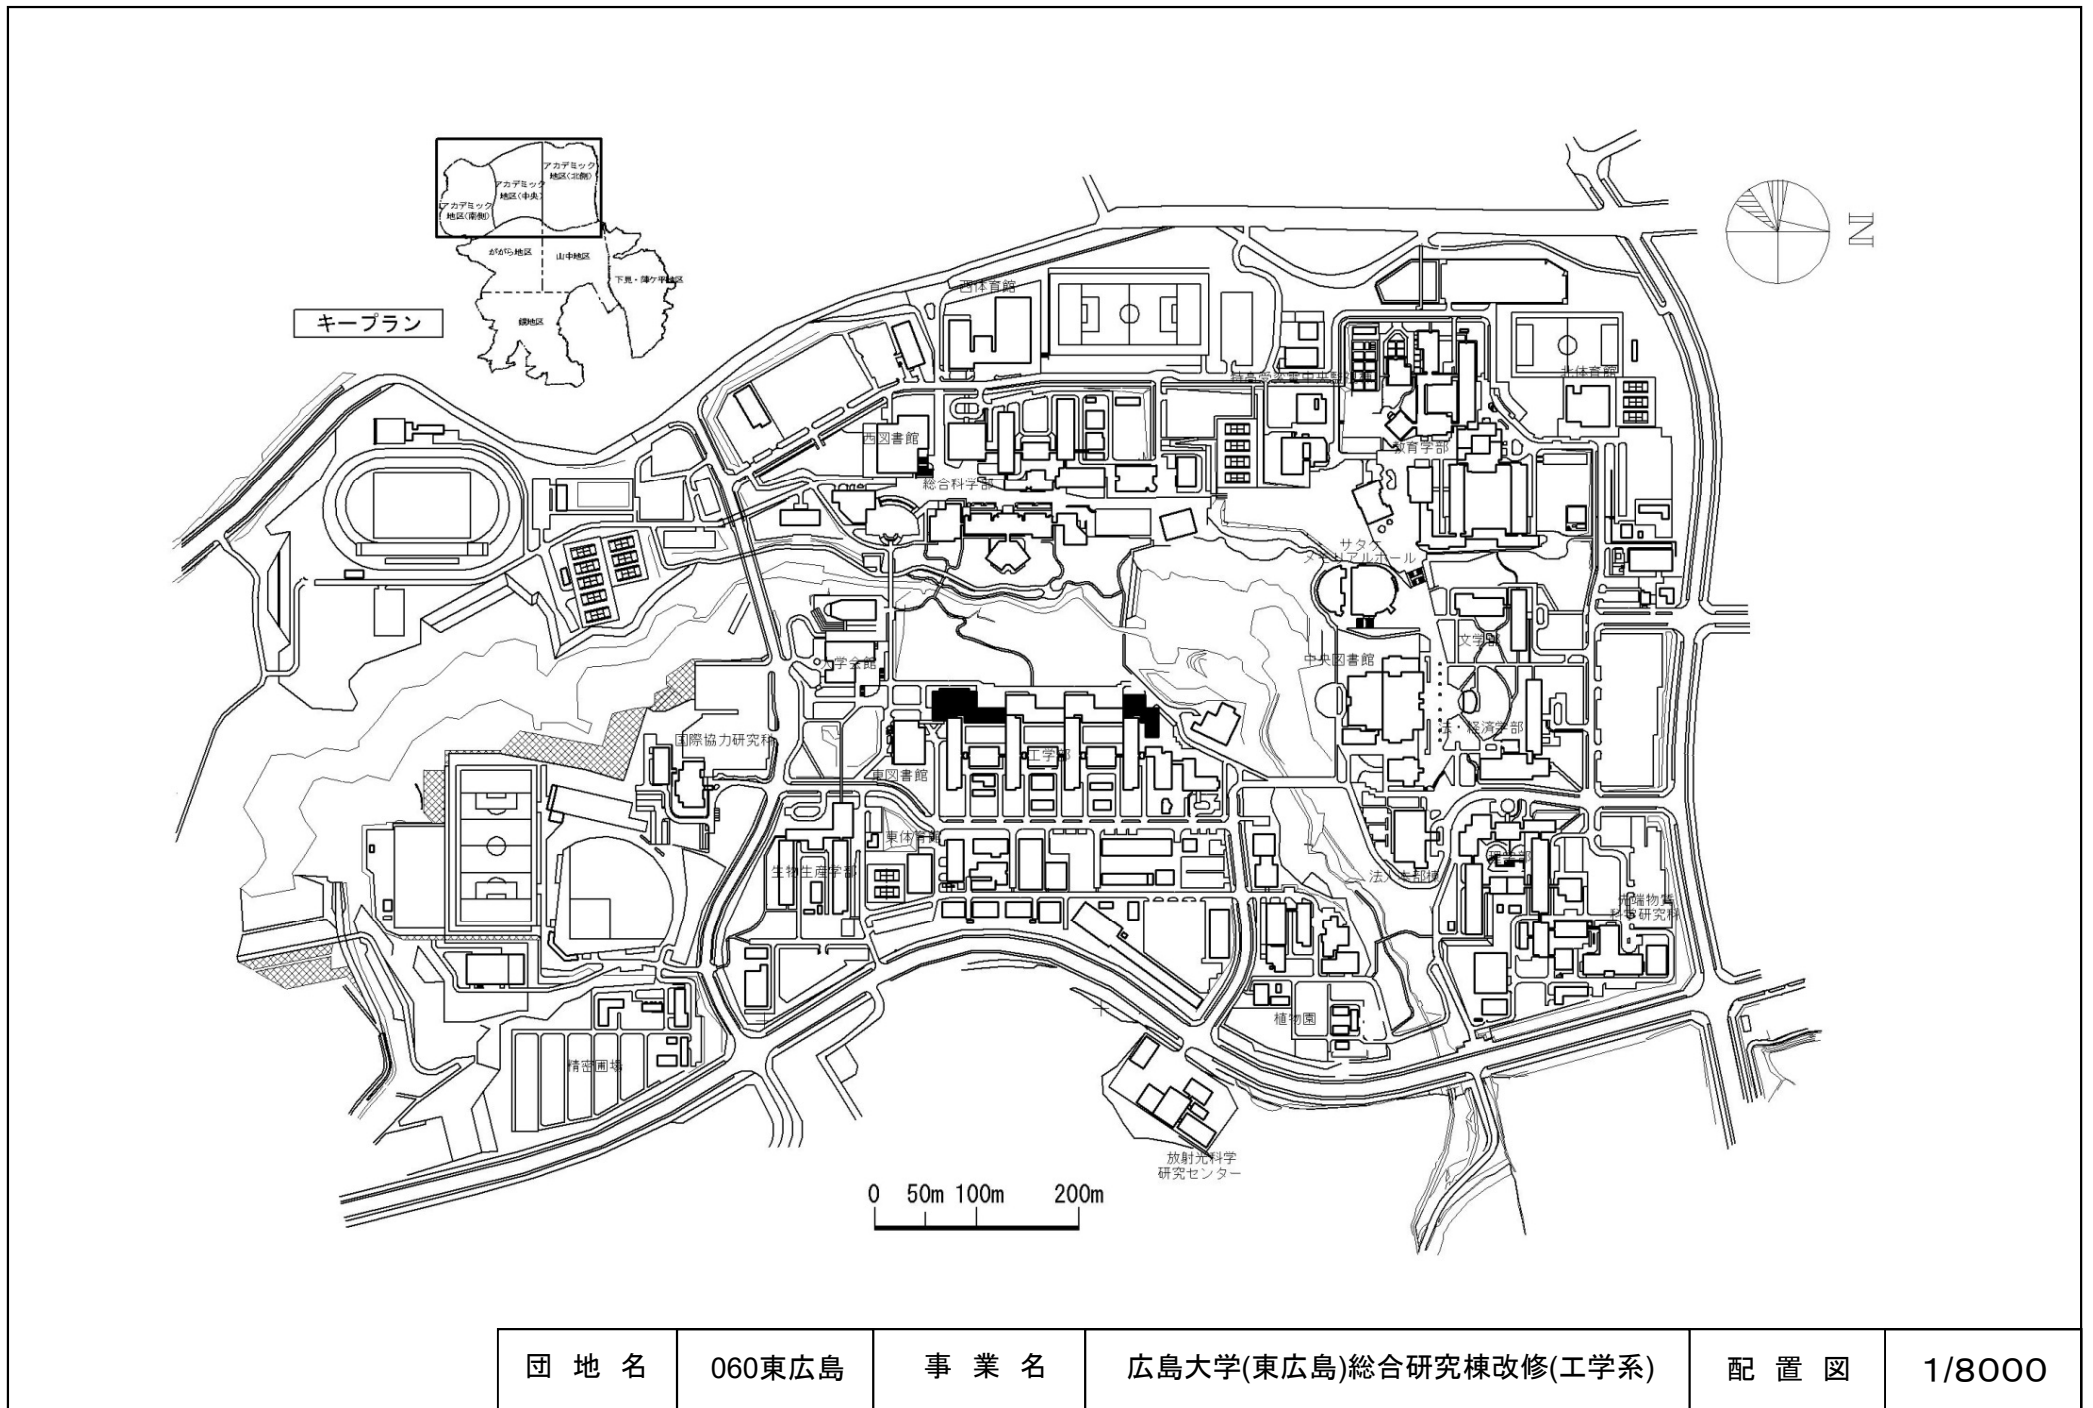 アカデミック
地区(北側)
アカデミック
地区(中央)
アカデミック
地区(南側)
ががら地区
山中地区
下見・陣ケ平地区
鏡地区
キープラン
N
西体育館
北体育館
西図書館
教育学部
総合科学部
サタケ
メモリアルホール
文学部
大学会館
中央図書館
国際協力研究科
法・経済学部
工学部
東図書館
東体育館
生物生産学部
理学部
法人本部棟
先端物質
科学研究科
植物園
精密圃場
放射光科学
研究センター
0 50m 100m 200m
団地名
060東広島
事業名
広島大学(東広島)総合研究棟改修(工学系)
配置図
1/8000